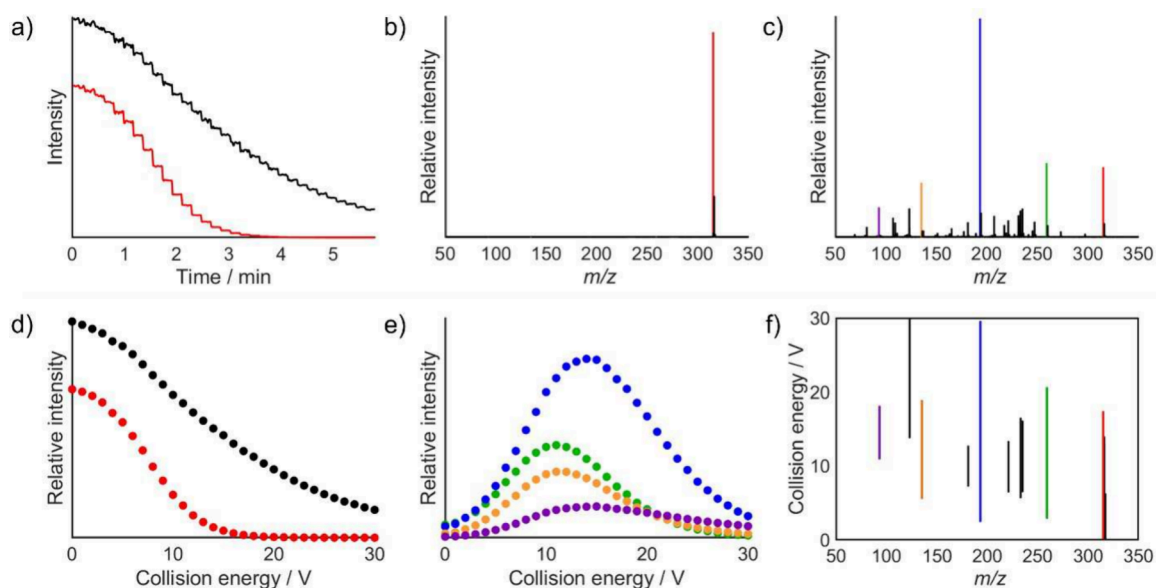 a)
Intensity
0 1 2 3 4 5
Time / min
b)
Relative intensity
50 100 150 200 250 300 350
m/z
c)
Relative intensity
50 100 150 200 250 300 350
m/z
d)
Relative intensity
0 10 20 30
Collision energy / V
e)
Relative intensity
0 10 20 30
Collision energy / V
f)
Collision energy / V
30
20
10
0
50 100 150 200 250 300 350
m/z